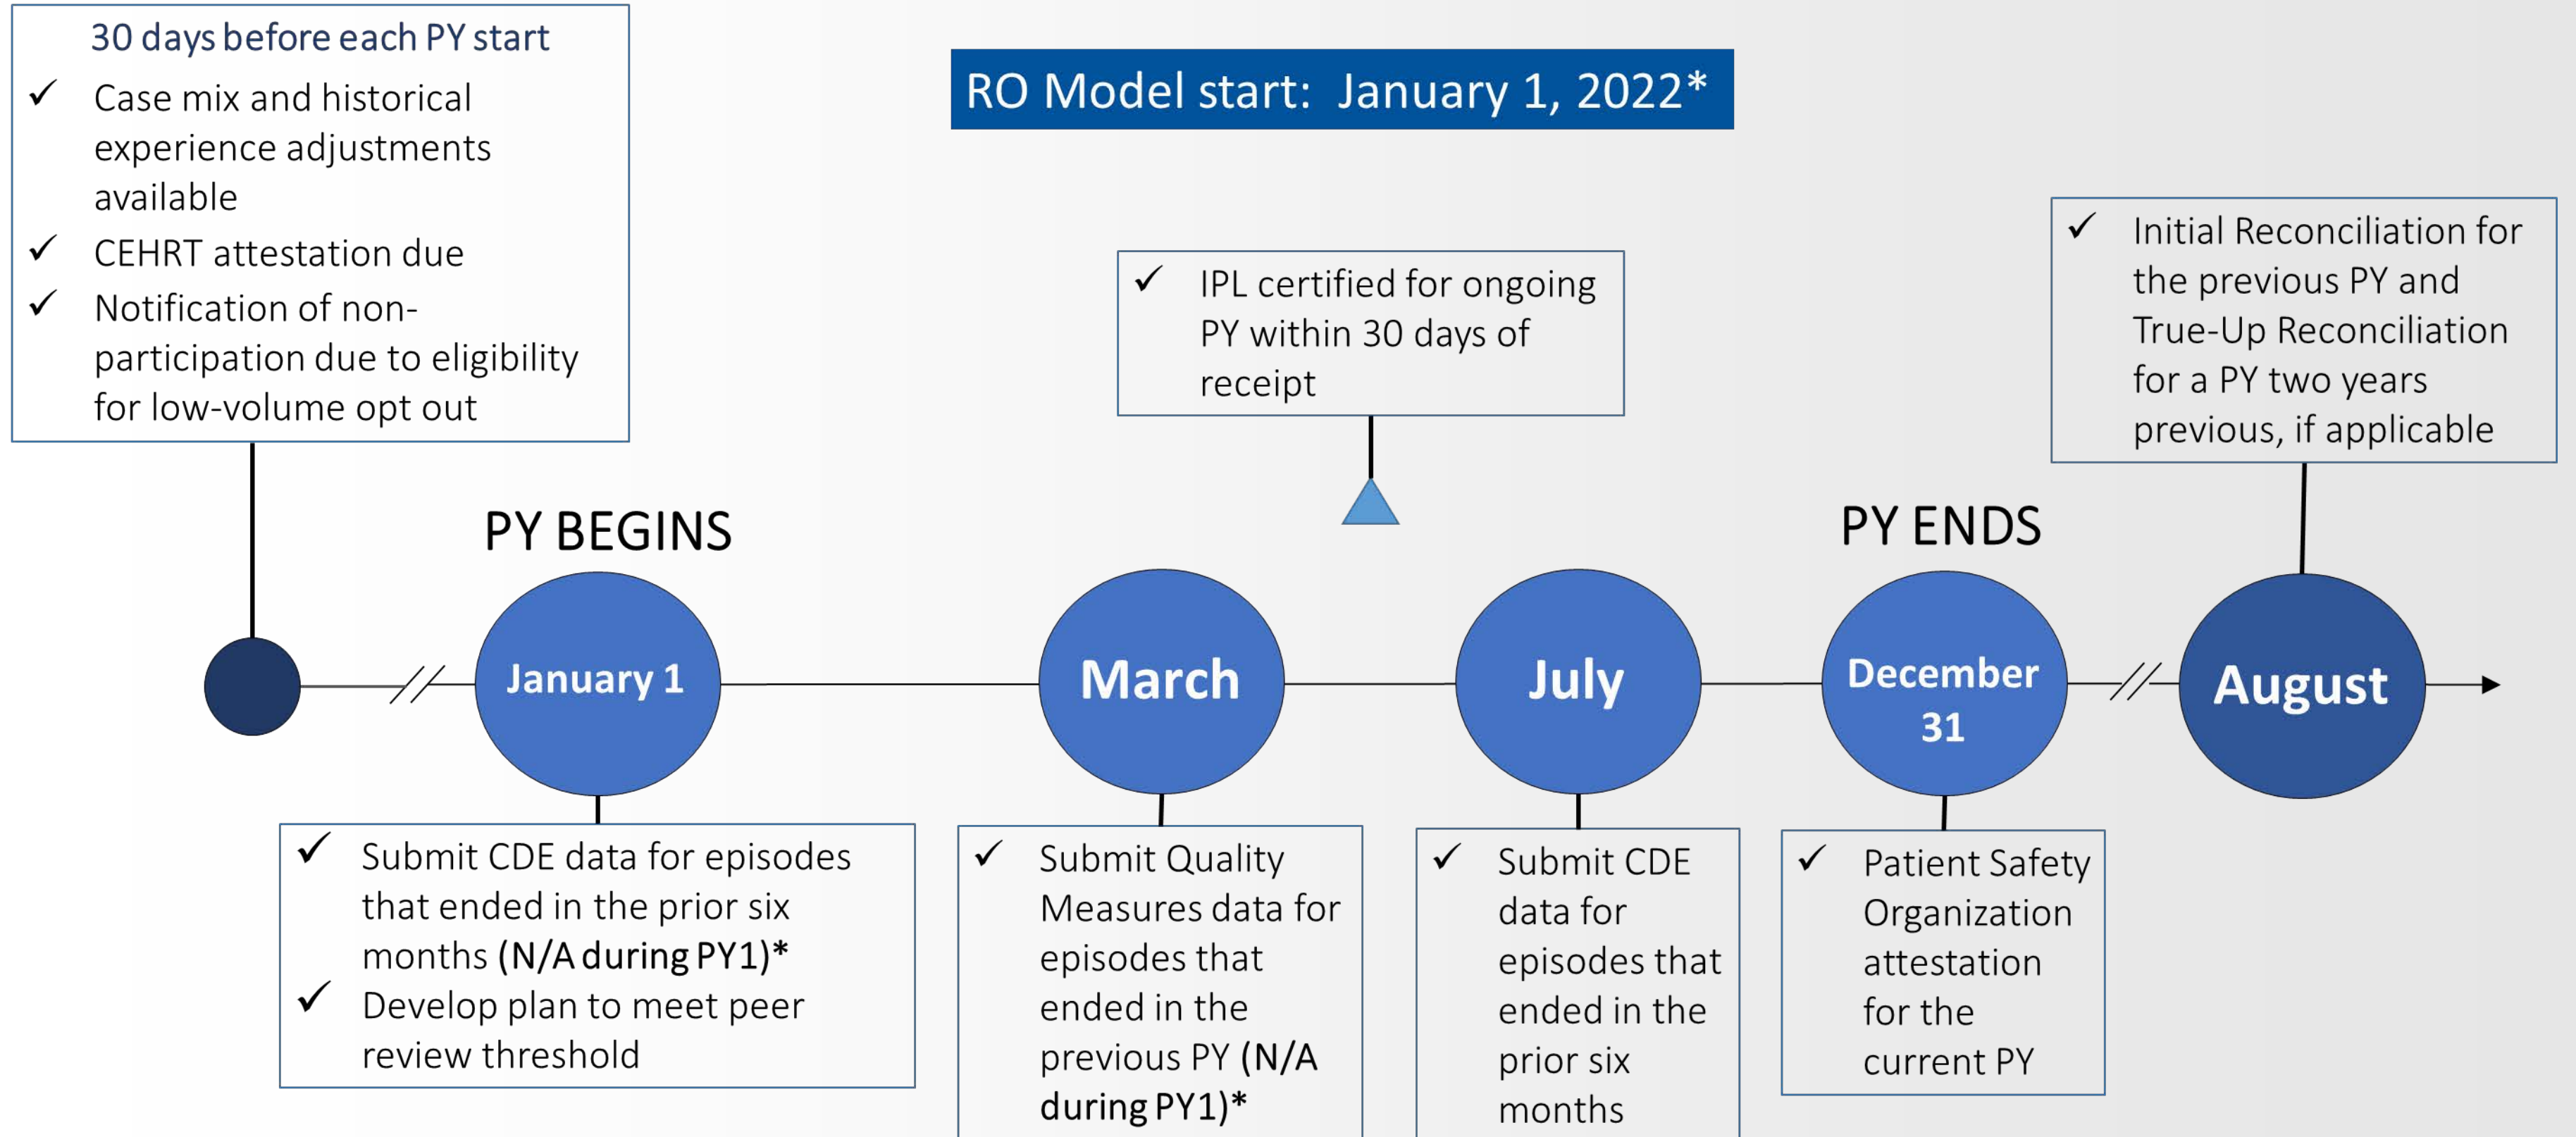 30 days before each PY start
✓ Case mix and historical
experience adjustments
available
✓ CEHRT attestation due
✓ Notification of non-
participation due to eligibility
for low-volume opt out
RO Model start: January 1, 2022*
✓ IPL certified for ongoing
PY within 30 days of
receipt
✓ Initial Reconciliation for
the previous PY and
True-Up Reconciliation
for a PY two years
previous, if applicable
PY BEGINS
PY ENDS
January 1
March
July
December
31
August
✓ Submit CDE data for episodes
that ended in the prior six
months (N/A during PY1)*
✓ Develop plan to meet peer
review threshold
✓ Submit Quality
Measures data for
episodes that
ended in the
previous PY (N/A
during PY1)*
✓ Submit CDE
data for
episodes that
ended in the
prior six
months
✓ Patient Safety
Organization
attestation
for the
current PY